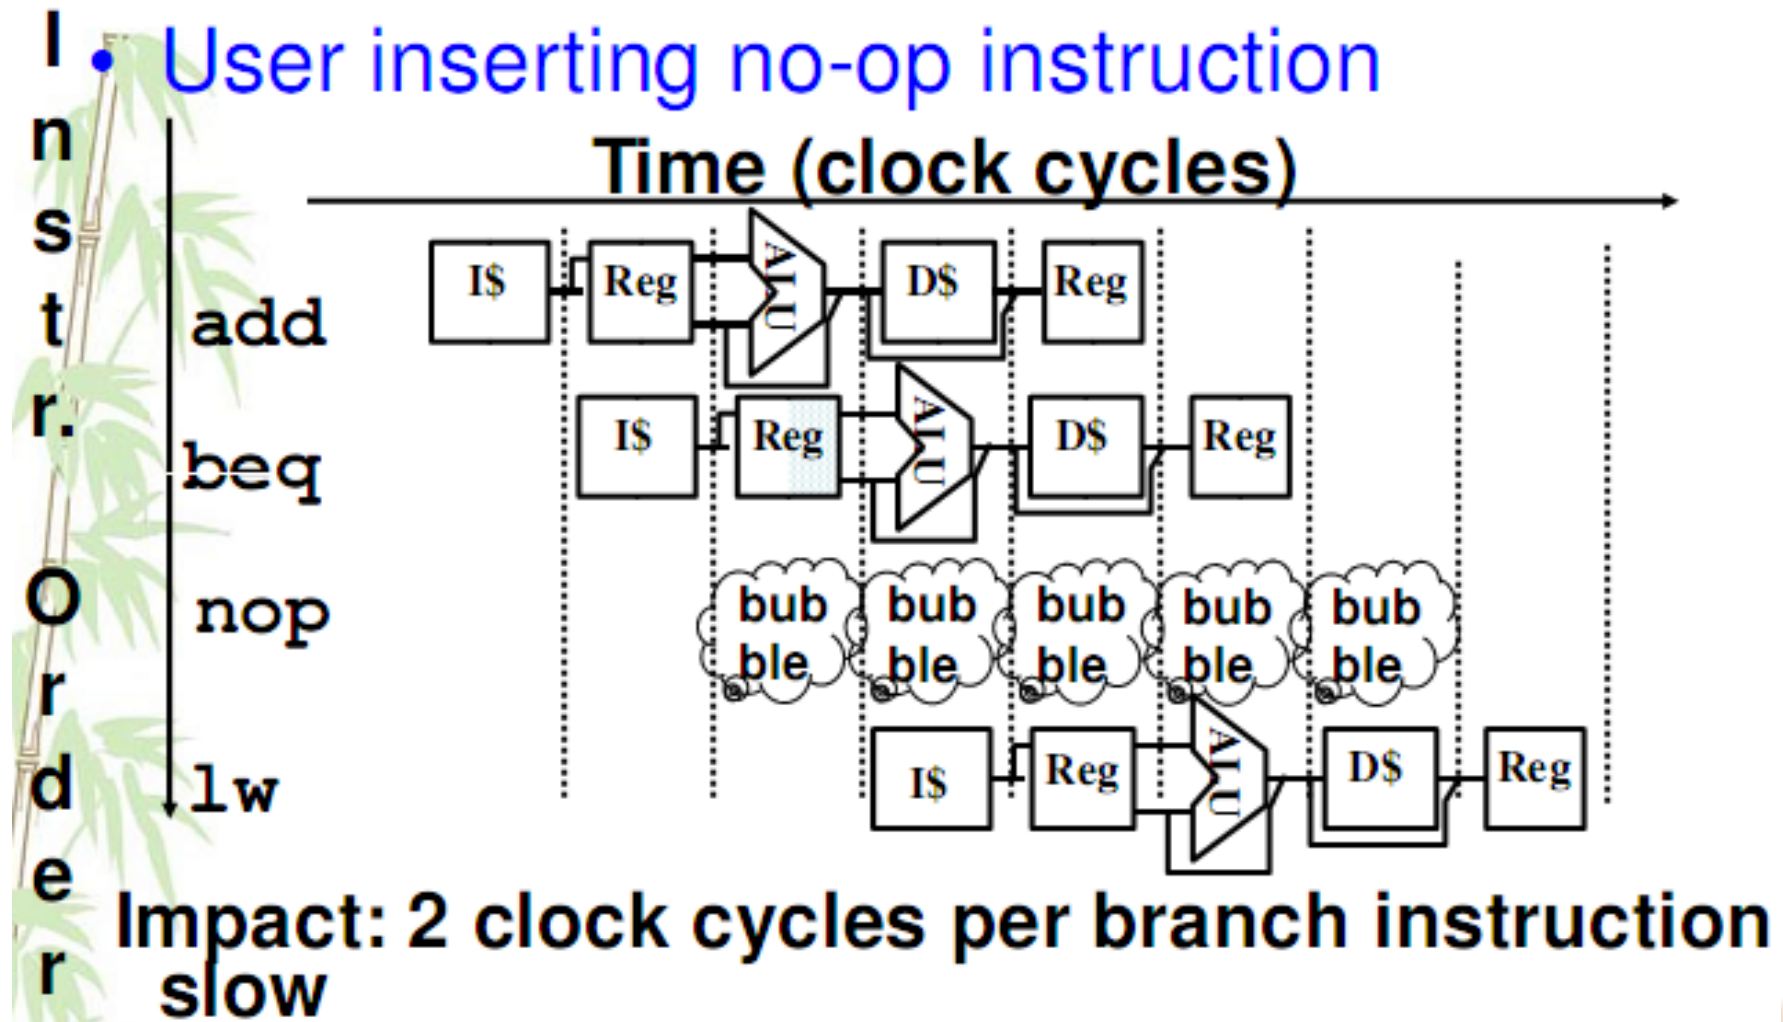 Instr. Order
• User inserting no-op instruction
Time (clock cycles)
add
I$ Reg ALU D$ Reg
beq
I$ Reg ALU D$ Reg
nop
bub bub bub bub bub
ble ble ble ble ble
lw
I$ Reg ALU D$ Reg
Impact: 2 clock cycles per branch instruction
slow